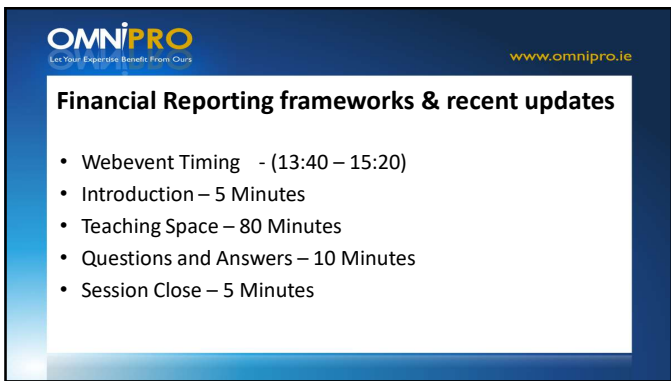 OMNIPRO
Let Your Expertise Benefit From Ours
www.omnipro.ie
Financial Reporting frameworks & recent updates
• Webevent Timing - (13:40 – 15:20)
• Introduction – 5 Minutes
• Teaching Space – 80 Minutes
• Questions and Answers – 10 Minutes
• Session Close – 5 Minutes